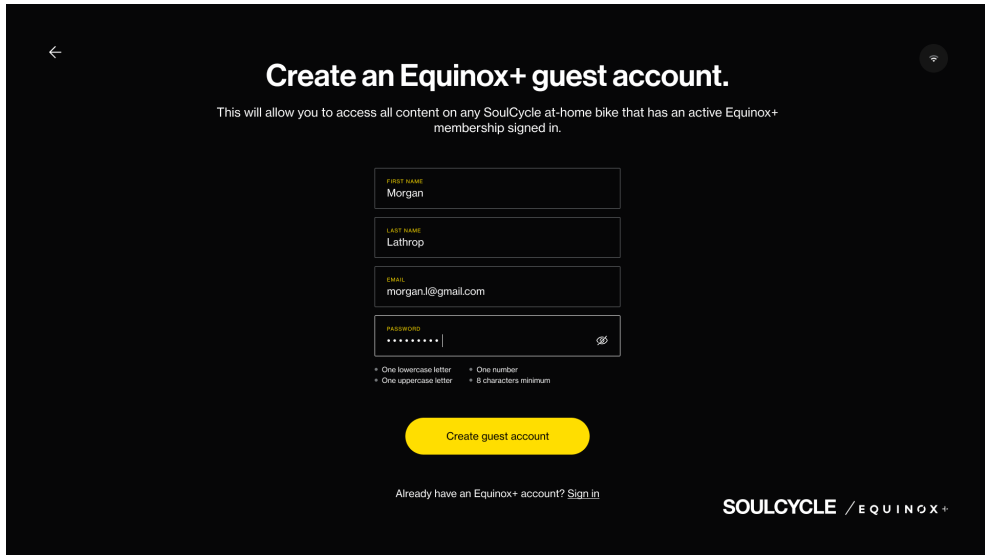 Create an Equinox+ guest account.
This will allow you to access all content on any SoulCycle at-home bike that has an active Equinox+
membership signed in.
FIRST NAME
Morgan
LAST NAME
Lathrop
EMAIL
morgan.l@gmail.com
PASSWORD
•••••••••
One lowercase letter
One number
One uppercase letter
8 characters minimum
Create guest account
Already have an Equinox+ account? Sign in
SOULCYCLE / EQUINOX+